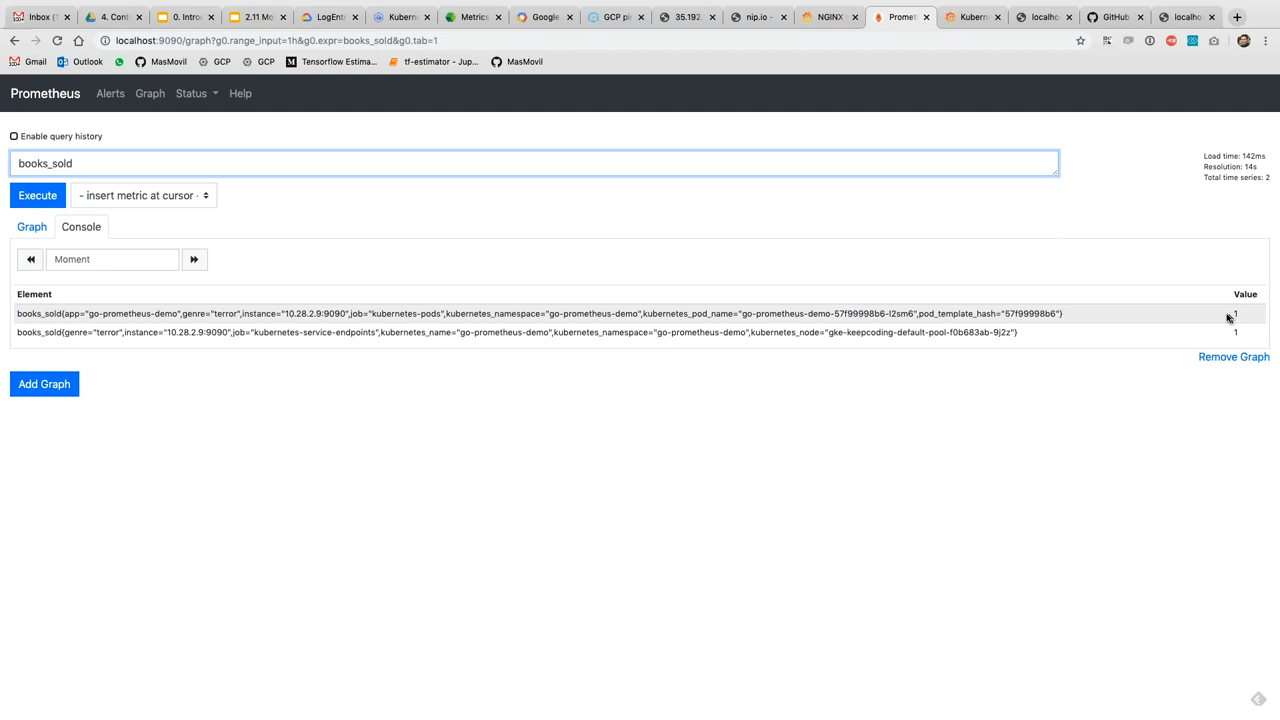 Inbox (1 4. Cont 0. Introd 2.11 Mo LogEntr Kubern Metrics Google GCP pi 35.192. nip.io - NGINX Prometh Kubern localho GitHub localho
localhost:9090/graph?g0.range_input=1h&g0.expr=books_sold&g0.tab=1
Gmail Outlook MasMovil GCP GCP Tensorflow Estima... tf-estimator - Jup... MasMovil
Prometheus Alerts Graph Status Help
Enable query history
books_sold
Load time: 142ms
Resolution: 14s
Total time series: 2
Execute - insert metric at cursor -
Graph Console
Moment
Element Value
books_sold{app="go-prometheus-demo",genre="terror",instance="10.28.2.9:9090",job="kubernetes-pods",kubernetes_namespace="go-prometheus-demo",kubernetes_pod_name="go-prometheus-demo-57f99998b6-l2sm6",pod_template_hash="57f99998b6"} 1
books_sold{genre="terror",instance="10.28.2.9:9090",job="kubernetes-service-endpoints",kubernetes_name="go-prometheus-demo",kubernetes_namespace="go-prometheus-demo",kubernetes_node="gke-keepcoding-default-pool-f0b683ab-9j2z"} 1
Remove Graph
Add Graph